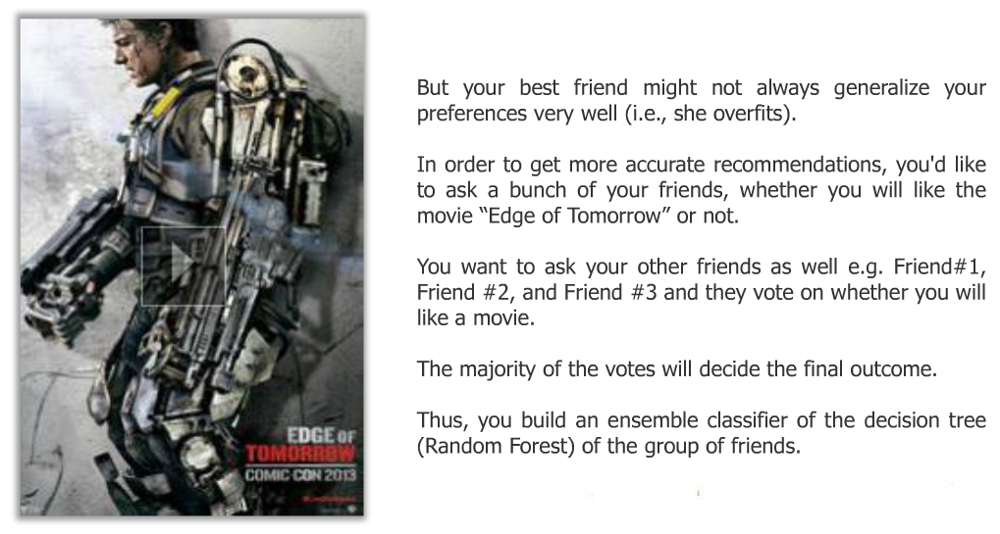 But your best friend might not always generalize your
preferences very well (i.e., she overfits).
In order to get more accurate recommendations, you'd like
to ask a bunch of your friends, whether you will like the
movie “Edge of Tomorrow” or not.
You want to ask your other friends as well e.g. Friend#1,
Friend #2, and Friend #3 and they vote on whether you will
like a movie.
The majority of the votes will decide the final outcome.
Thus, you build an ensemble classifier of the decision tree
(Random Forest) of the group of friends.
EDGE OF
TOMORROW
COMIC CON 2013